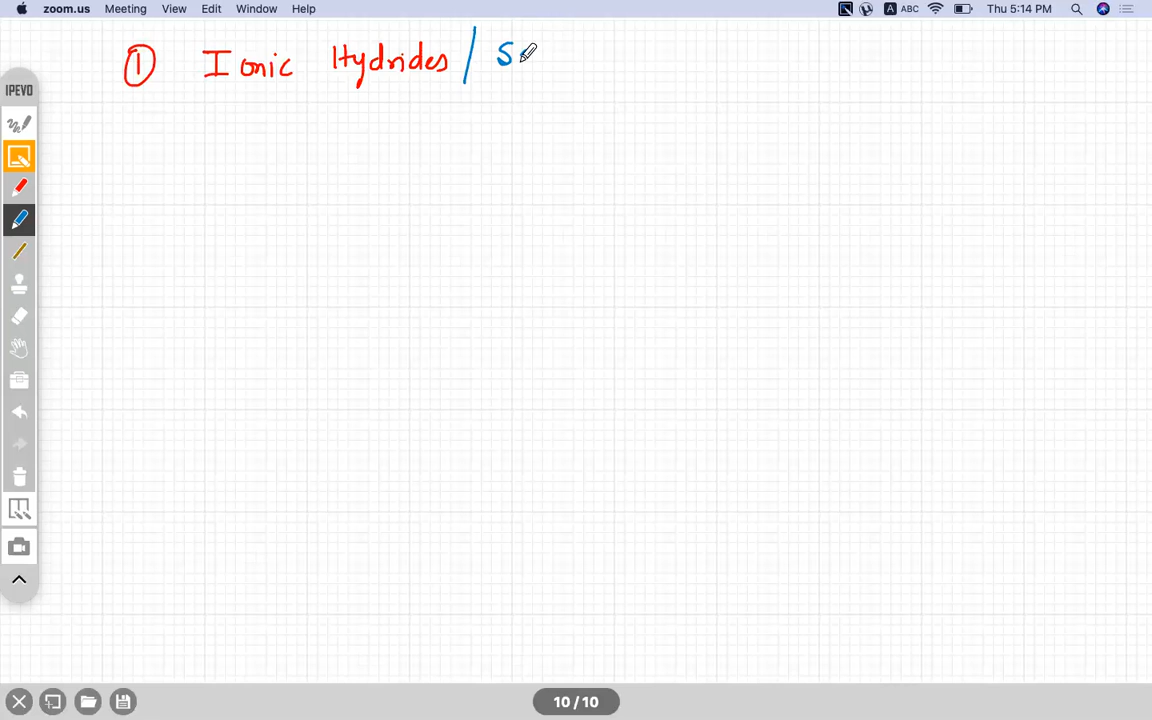 zoom.us Meeting View Edit Window Help ABC Thu 5:14 PM
① Ionic Hydrides / S
IPEVO
10 / 10